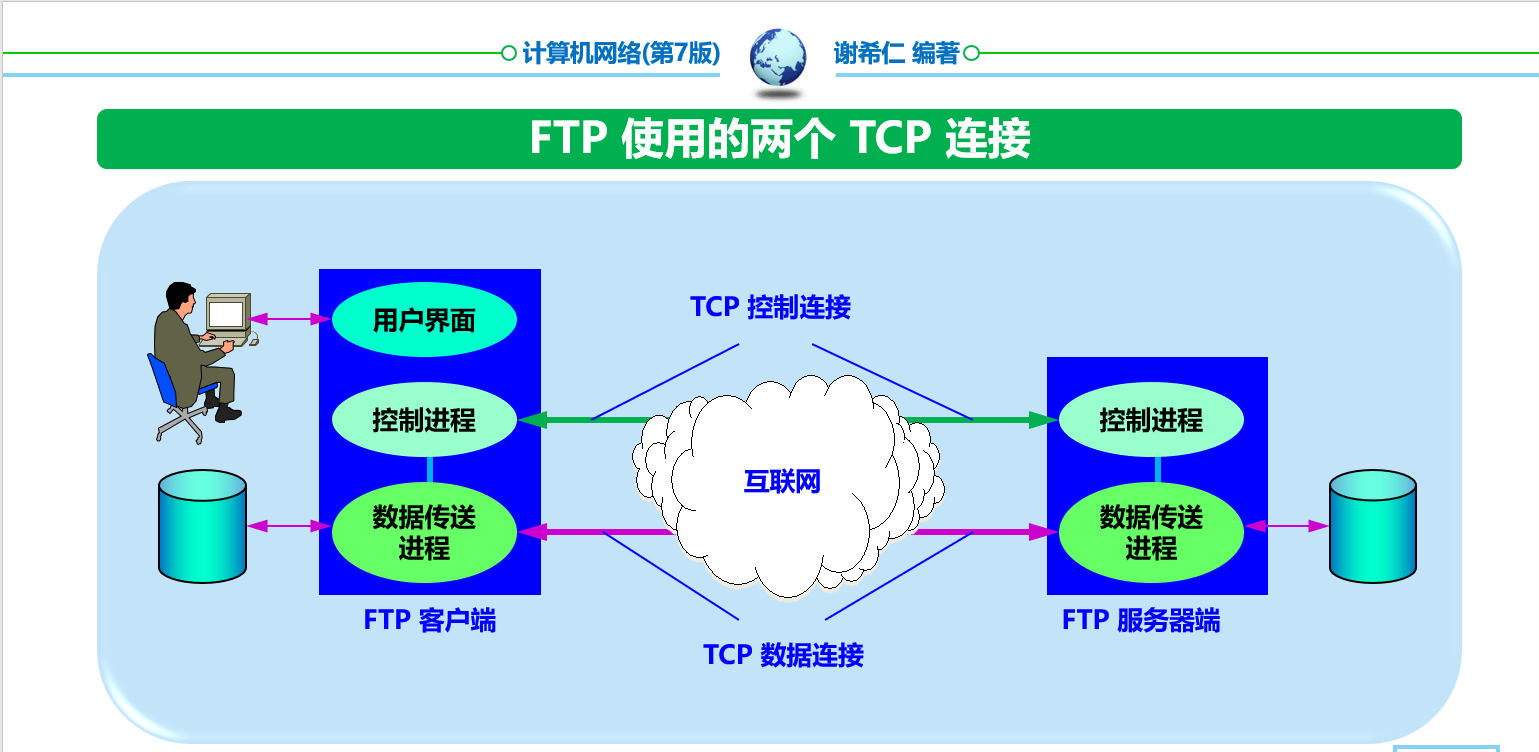 计算机网络(第7版)
谢希仁 编著
FTP 使用的两个 TCP 连接
用户界面
TCP 控制连接
控制进程
控制进程
互联网
数据传送
进程
数据传送
进程
FTP 客户端
FTP 服务器端
TCP 数据连接